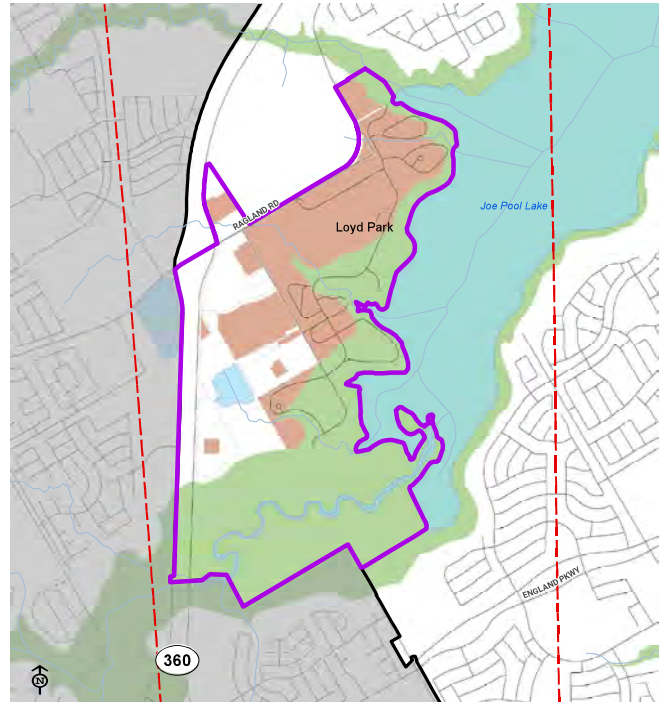 Joe Pool Lake
RAGLAND RD
Loyd Park
ENGLAND PKWY
360
N